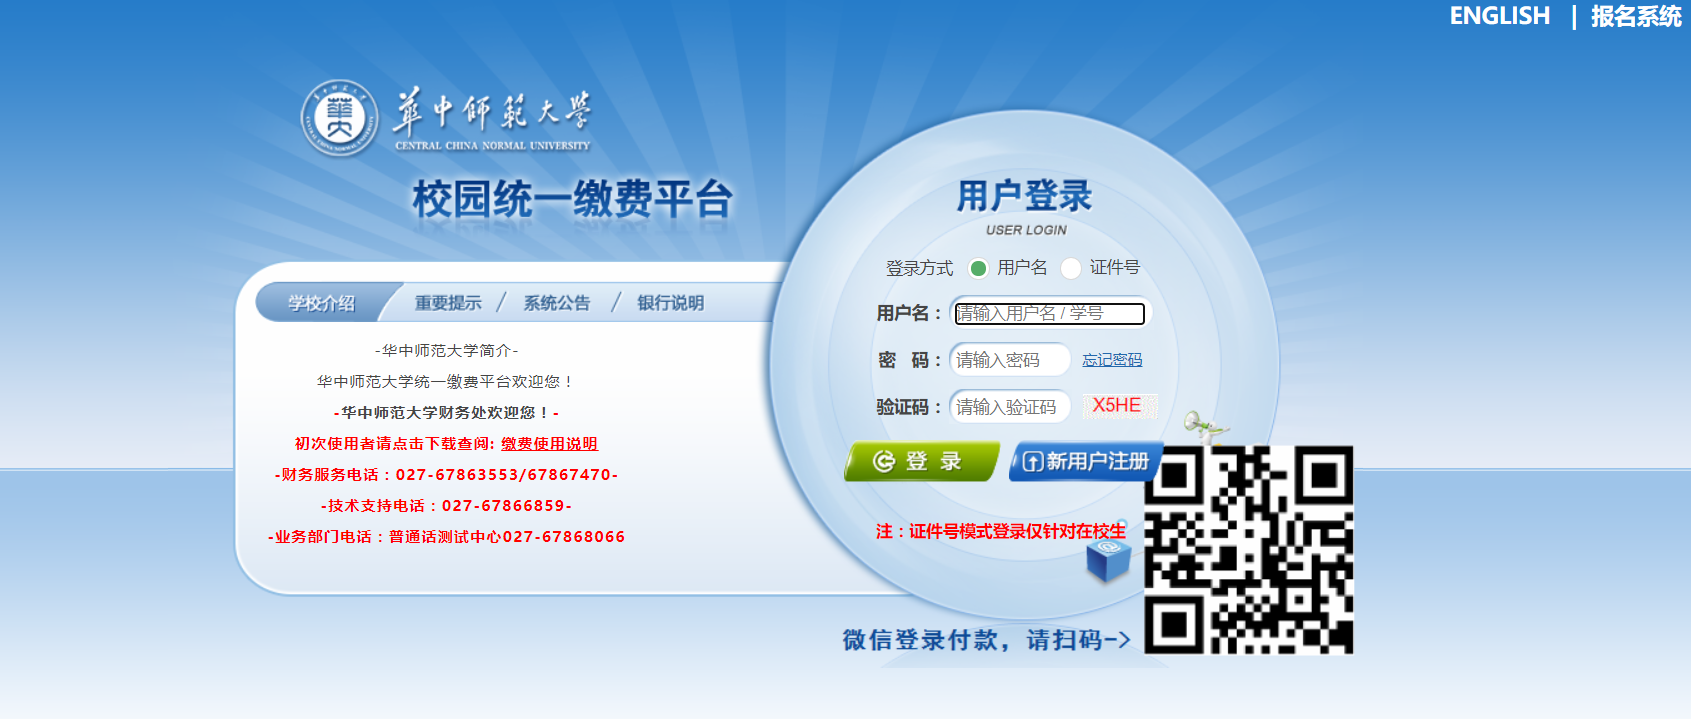 ENGLISH | 报名系统
華中師範大學
CENTRAL CHINA NORMAL UNIVERSITY
校园统一缴费平台
学校介绍 重要提示 / 系统公告 / 银行说明
-华中师范大学简介-
华中师范大学统一缴费平台欢迎您！
-华中师范大学财务处欢迎您！-
初次使用者请点击下载查阅: 缴费使用说明
-财务服务电话：027-67863553/67867470-
-技术支持电话：027-67866859-
-业务部门电话：普通话测试中心027-67868066
用户登录
USER LOGIN
登录方式 用户名 证件号
用户名： 请输入用户名 / 学号
密 码： 请输入密码 忘记密码
验证码： 请输入验证码 X5HE
登 录 新用户注册
注：证件号模式登录仅针对在校生
微信登录付款，请扫码->